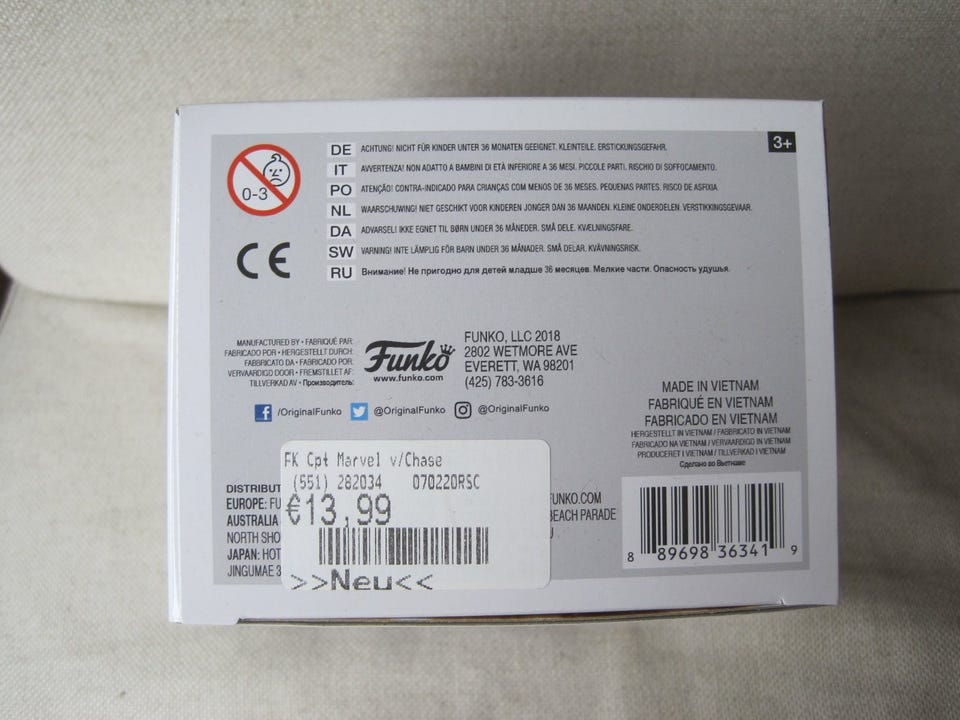 3+
0-3
DE ACHTUNG! NICHT FÜR KINDER UNTER 36 MONATEN GEEIGNET. KLEINTEILE. ERSTICKUNGSGEFAHR.
IT AVVERTENZA! NON ADATTO A BAMBINI DI ETÀ INFERIORE A 36 MESI. PICCOLE PARTI. RISCHIO DI SOFFOCAMENTO.
PO ATENÇÃO! CONTRA-INDICADO PARA CRIANÇAS COM MENOS DE 36 MESES. PEQUENAS PARTES. RISCO DE ASFIXIA.
NL WAARSCHUWING! NIET GESCHIKT VOOR KINDEREN JONGER DAN 36 MAANDEN. KLEINE ONDERDELEN. VERSTIKKINGSGEVAAR.
DA ADVARSEL! IKKE EGNET TIL BØRN UNDER 36 MÅNEDER. SMÅ DELE. KVÆLNINGSFARE.
SW VARNING! INTE LÄMPLIG FÖR BARN UNDER 36 MÅNADER. SMÅ DELAR. KVÄVNINGSRISK.
RU Внимание! Не пригодно для детей младше 36 месяцев. Мелкие части. Опасность удушья.
CE
MANUFACTURED BY • FABRIQUÉ PAR
FABRICADO POR • HERGESTELLT DURCH
FABBRICATO DA • FABRICADO POR
VERVAARDIGD DOOR • FREMSTILLET AF
TILLVERKAD AV • Производитель:
Funko
www.funko.com
FUNKO, LLC 2018
2802 WETMORE AVE
EVERETT, WA 98201
(425) 783-3616
/OriginalFunko @OriginalFunko @OriginalFunko
MADE IN VIETNAM
FABRIQUÉ EN VIETNAM
FABRICADO EN VIETNAM
HERGESTELLT IN VIETNAM / FABBRICATO IN VIETNAM
FABRICADO NA VIETNAM / VERVAARDIGD IN VIETNAM
PRODUCERET I VIETNAM / TILLVERKAD I VIETNAM
Сделано во Вьетнаме
DISTRIBUT
EUROPE: FU
AUSTRALIA
NORTH SHO
JAPAN: HOT
JINGUMAE 3
FUNKO.COM
BEACH PARADE
FK Cpt Marvel v/Chase
(551) 282034 070220RSC
€13,99
>>Neu<<
8 89698 36341 9